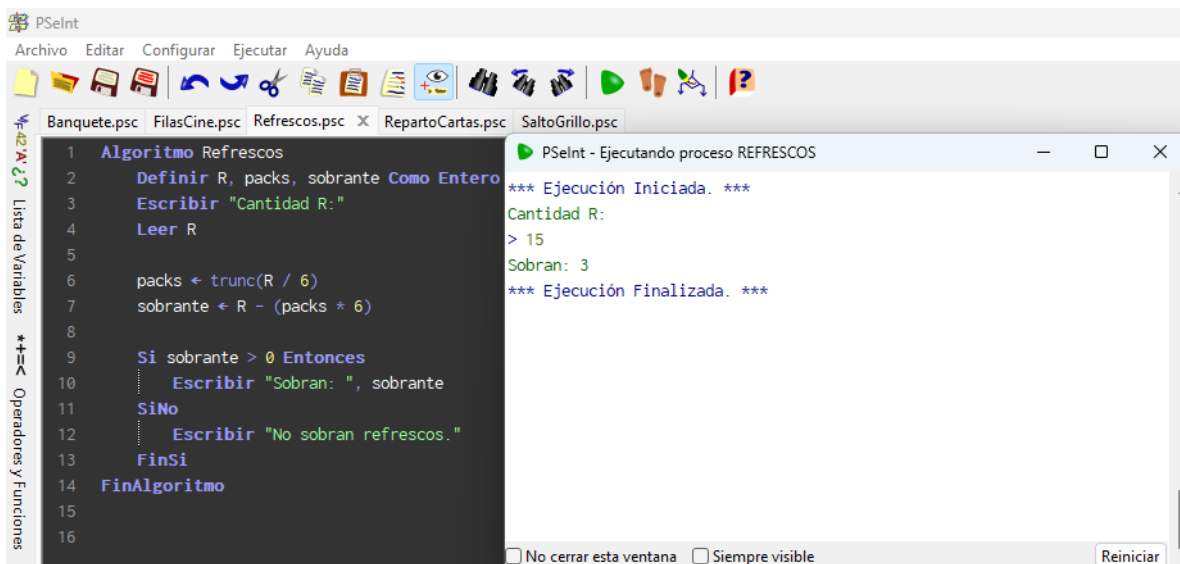 PSeInt
Archivo Editar Configurar Ejecutar Ayuda
Banquete.psc FilasCine.psc Refrescos.psc X RepartoCartas.psc SaltoGrillo.psc
42 'A' ¿? Lista de Variables
*+=< Operadores y Funciones
1 Algoritmo Refrescos
2 Definir R, packs, sobrante Como Entero
3 Escribir "Cantidad R:"
4 Leer R
5
6 packs ← trunc(R / 6)
7 sobrante ← R - (packs * 6)
8
9 Si sobrante > 0 Entonces
10 Escribir "Sobran: ", sobrante
11 SiNo
12 Escribir "No sobran refrescos."
13 FinSi
14 FinAlgoritmo
15
16
PSeInt - Ejecutando proceso REFRESCOS
*** Ejecución Iniciada. ***
Cantidad R:
> 15
Sobran: 3
*** Ejecución Finalizada. ***
No cerrar esta ventana Siempre visible Reiniciar